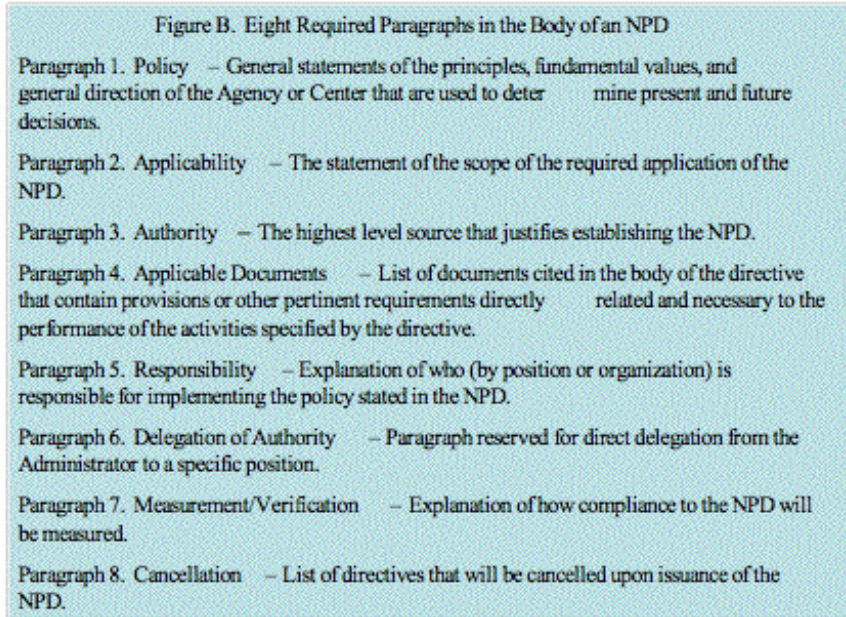 Figure B. Eight Required Paragraphs in the Body of an NPD
Paragraph 1. Policy – General statements of the principles, fundamental values, and
general direction of the Agency or Center that are used to deter mine present and future
decisions.
Paragraph 2. Applicability – The statement of the scope of the required application of the
NPD.
Paragraph 3. Authority – The highest level source that justifies establishing the NPD.
Paragraph 4. Applicable Documents – List of documents cited in the body of the directive
that contain provisions or other pertinent requirements directly related and necessary to the
performance of the activities specified by the directive.
Paragraph 5. Responsibility – Explanation of who (by position or organization) is
responsible for implementing the policy stated in the NPD.
Paragraph 6. Delegation of Authority – Paragraph reserved for direct delegation from the
Administrator to a specific position.
Paragraph 7. Measurement/Verification – Explanation of how compliance to the NPD will
be measured.
Paragraph 8. Cancellation – List of directives that will be cancelled upon issuance of the
NPD.